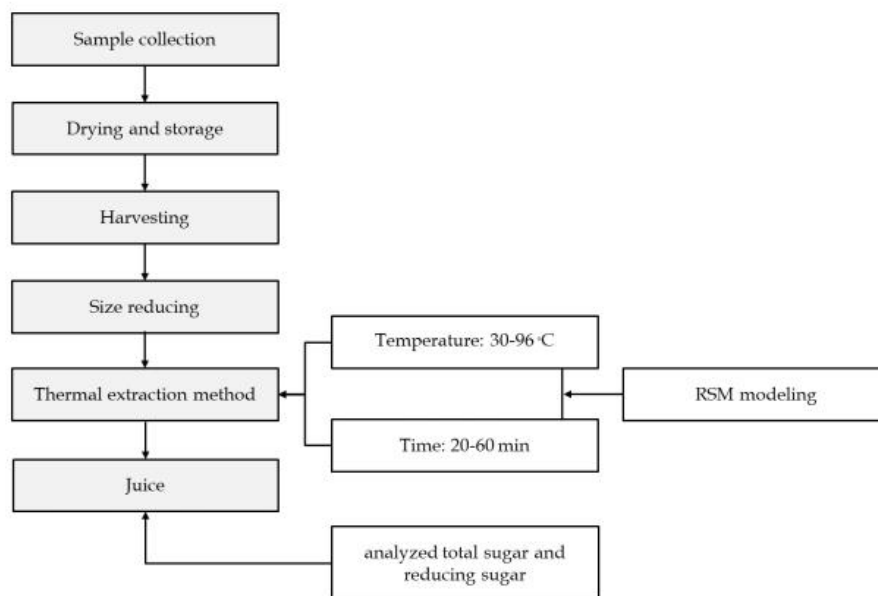 Sample collection
Drying and storage
Harvesting
Size reducing
Temperature: 30-96 °C
Thermal extraction method
RSM modeling
Time: 20-60 min
Juice
analyzed total sugar and
reducing sugar